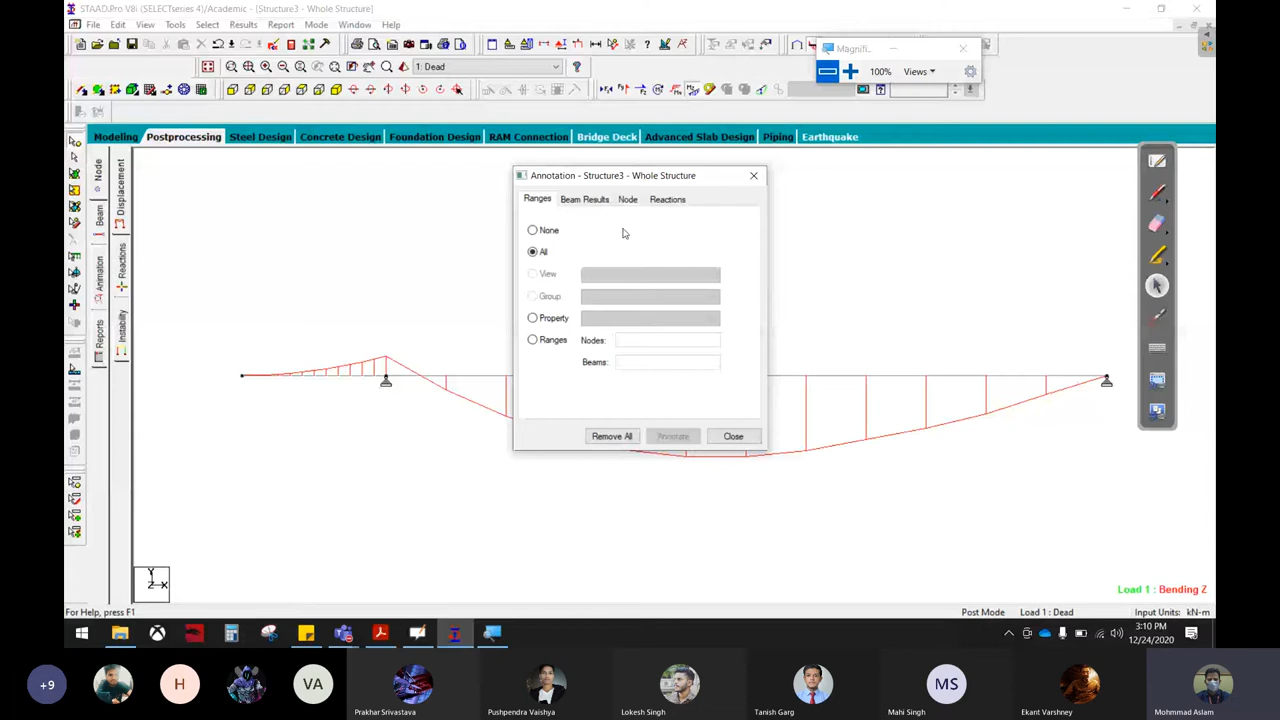 STAAD.Pro V8i (SELECTseries 4)/Academic - [Structure3 - Whole Structure]
File Edit View Tools Select Results Report Mode Window Help
Magnifi...
1: Dead
100% Views
Modeling Postprocessing Steel Design Concrete Design Foundation Design RAM Connection Bridge Deck Advanced Slab Design Piping Earthquake
Node
Beam
Animation
Reports
Displacement
Reactions
Instability
Annotation - Structure3 - Whole Structure
Ranges Beam Results Node Reactions
None
All
View
Group
Property
Ranges Nodes:
Beams:
Remove All Annotate Close
Y
Z X
Load 1 : Bending Z
For Help, press F1 Post Mode Load 1 : Dead Input Units: kN-m
3:10 PM
12/24/2020
+9 H VA MS
Prakhar Srivastava Pushpendra Vaishya Lokesh Singh Tanish Garg Mahi Singh Ekant Varshney Mohmmad Aslam